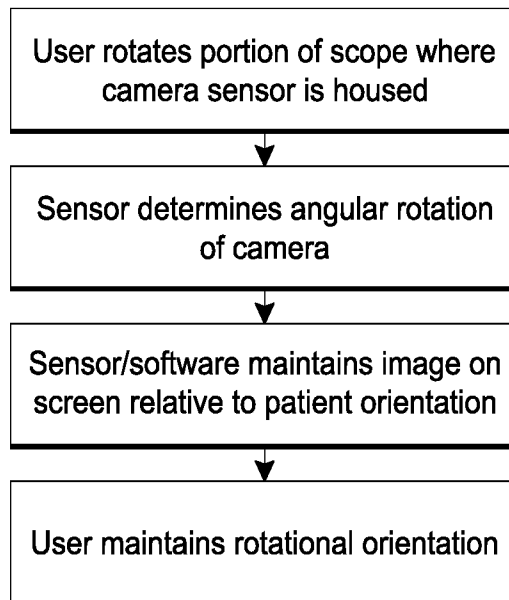 User rotates portion of scope where
camera sensor is housed
Sensor determines angular rotation
of camera
Sensor/software maintains image on
screen relative to patient orientation
User maintains rotational orientation